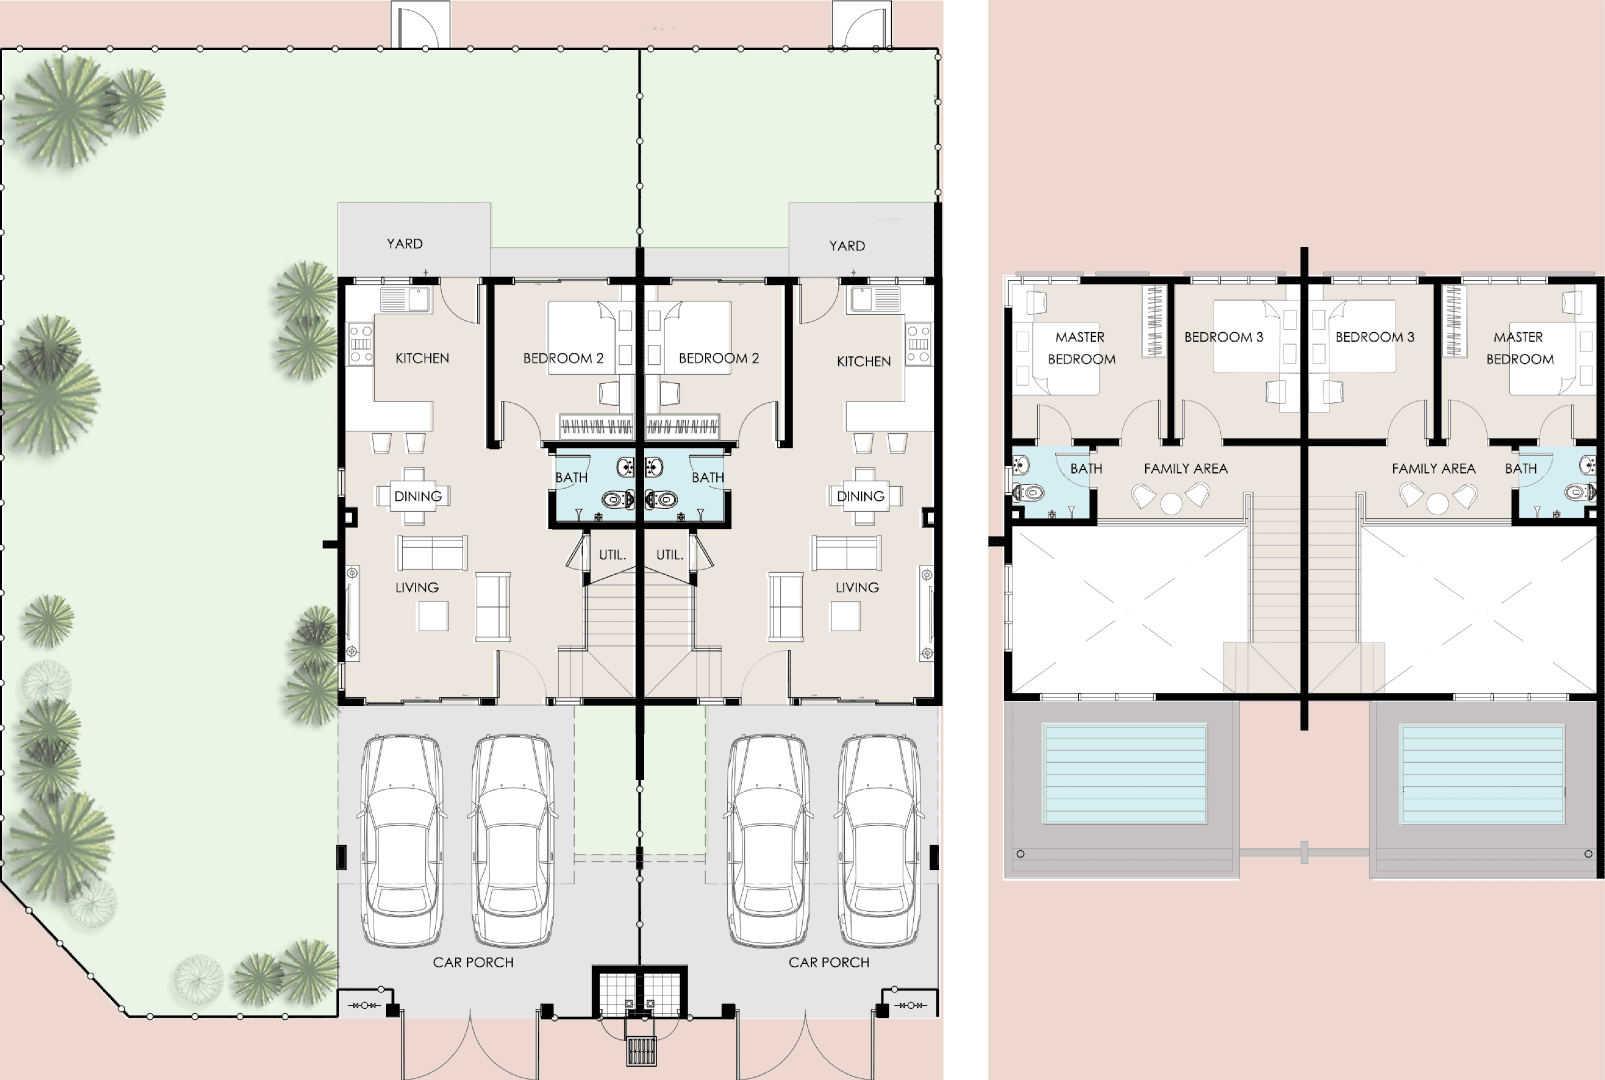 YARD
YARD
KITCHEN
BEDROOM 2
BEDROOM 2
KITCHEN
BATH
BATH
DINING
DINING
UTIL.
UTIL.
LIVING
LIVING
CAR PORCH
CAR PORCH
MASTER
BEDROOM
BEDROOM 3
BEDROOM 3
MASTER
BEDROOM
BATH
FAMILY AREA
FAMILY AREA
BATH